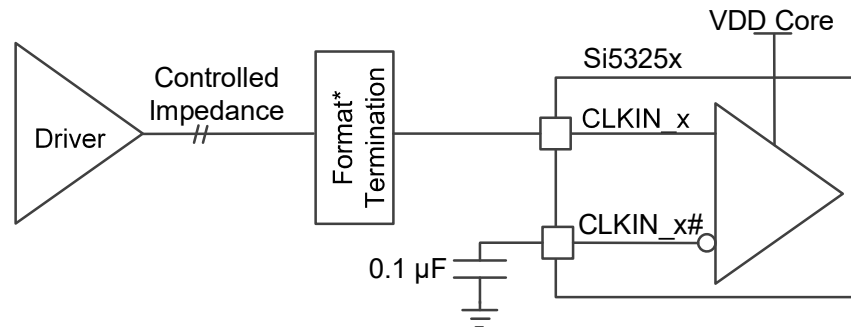 VDD Core
Si5325x
Controlled
Impedance
Driver
Format*
Termination
CLKIN_x
CLKIN_x#
0.1 µF